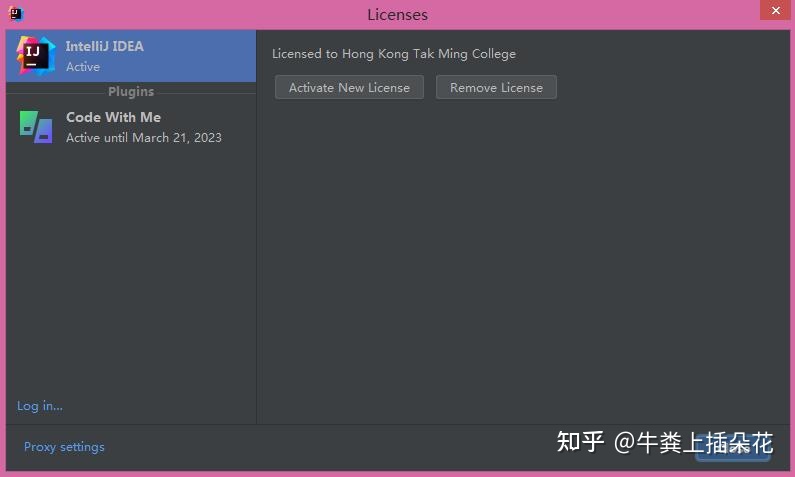 Licenses
IJ
IntelliJ IDEA
Active
Plugins
Code With Me
Active until March 21, 2023
Licensed to Hong Kong Tak Ming College
Activate New License
Remove License
Log in...
Proxy settings
知乎 @牛粪上插朵花